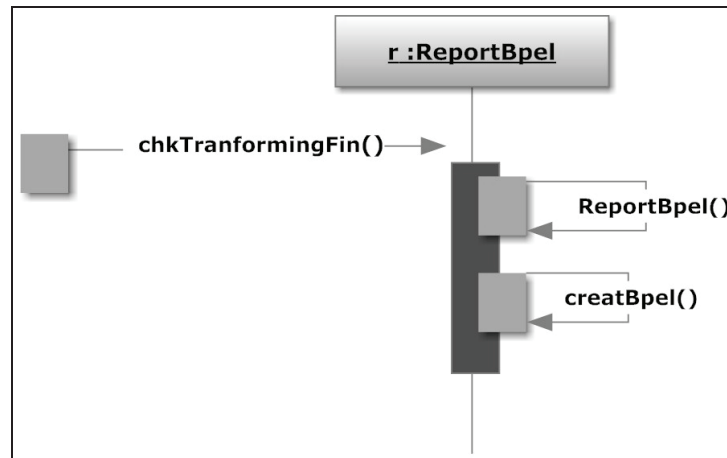 r :ReportBpel
chkTranformingFin()
ReportBpel()
creatBpel()